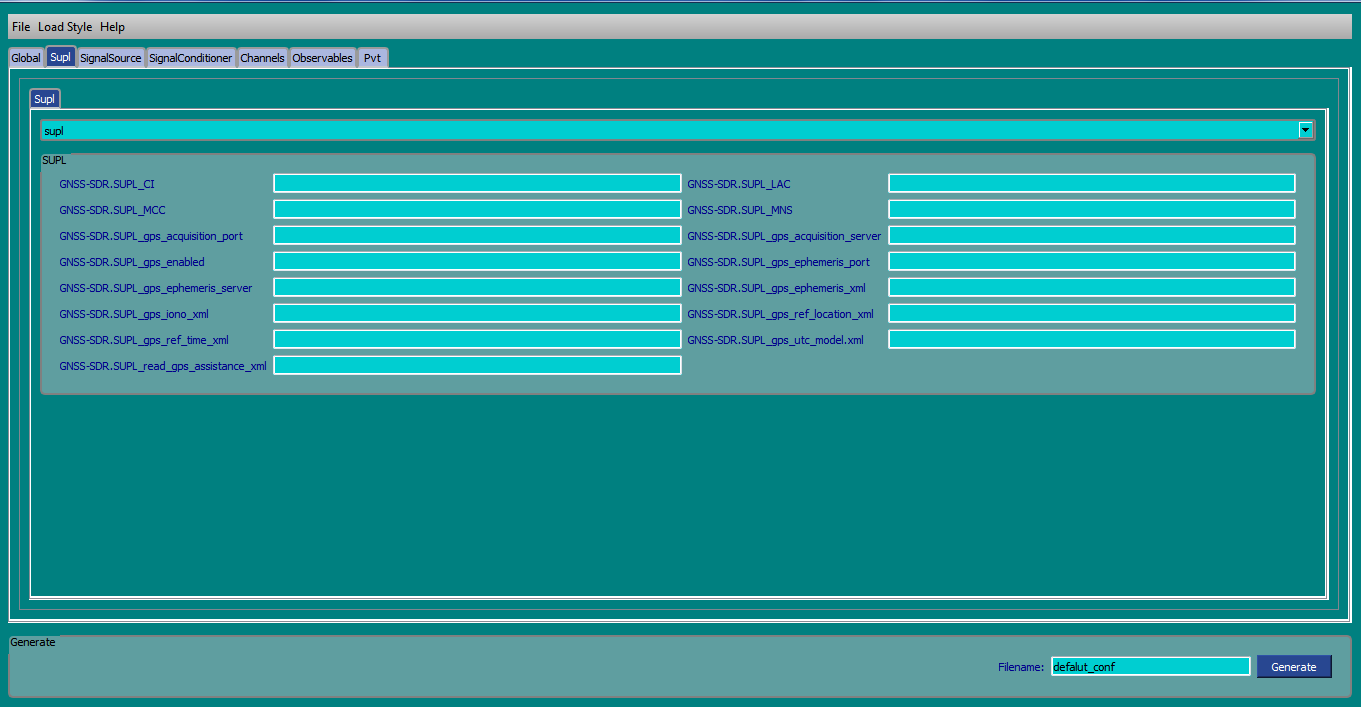 File Load Style Help
Global Supl SignalSource SignalConditioner Channels Observables Pvt
Supl
supl
SUPL
GNSS-SDR.SUPL_CI GNSS-SDR.SUPL_LAC
GNSS-SDR.SUPL_MCC GNSS-SDR.SUPL_MNS
GNSS-SDR.SUPL_gps_acquisition_port GNSS-SDR.SUPL_gps_acquisition_server
GNSS-SDR.SUPL_gps_enabled GNSS-SDR.SUPL_gps_ephemeris_port
GNSS-SDR.SUPL_gps_ephemeris_server GNSS-SDR.SUPL_gps_ephemeris_xml
GNSS-SDR.SUPL_gps_iono_xml GNSS-SDR.SUPL_gps_ref_location_xml
GNSS-SDR.SUPL_gps_ref_time_xml GNSS-SDR.SUPL_gps_utc_model.xml
GNSS-SDR.SUPL_read_gps_assistance_xml
Generate
Filename: defalut_conf Generate